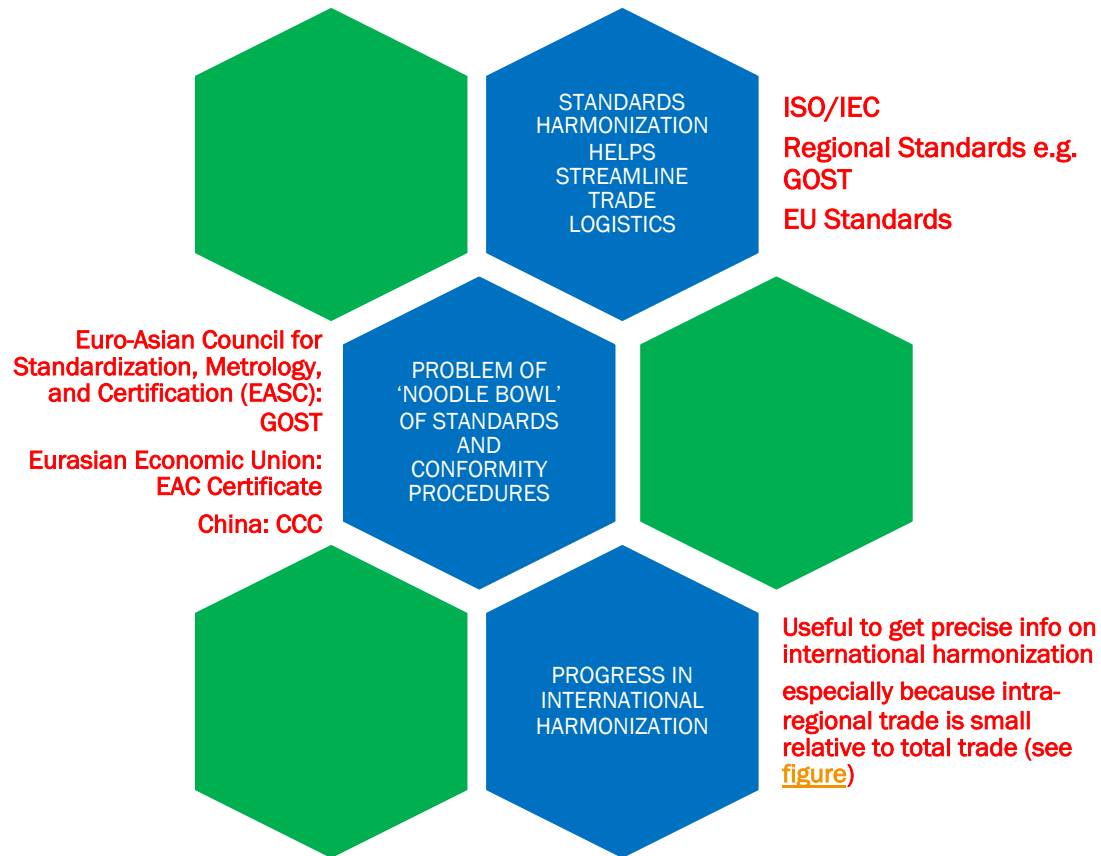 STANDARDS
HARMONIZATION
HELPS
STREAMLINE
TRADE
LOGISTICS
ISO/IEC
Regional Standards e.g.
GOST
EU Standards
Euro-Asian Council for
Standardization, Metrology,
and Certification (EASC):
GOST
Eurasian Economic Union:
EAC Certificate
China: CCC
PROBLEM OF
‘NOODLE BOWL’
OF STANDARDS
AND
CONFORMITY
PROCEDURES
PROGRESS IN
INTERNATIONAL
HARMONIZATION
Useful to get precise info on
international harmonization
especially because intra-
regional trade is small
relative to total trade (see
figure)